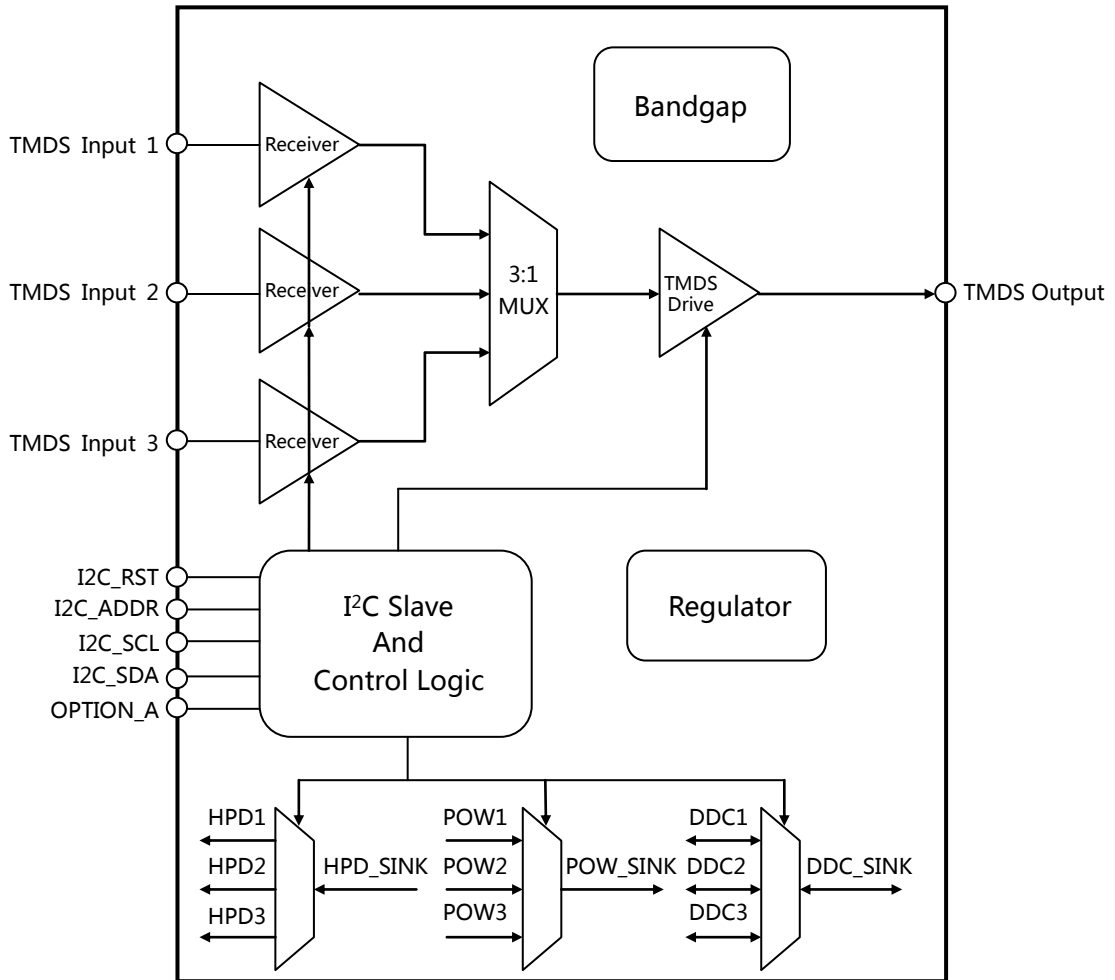 Bandgap
TMDS Input 1
Receiver
TMDS Input 2
Receiver
3:1
MUX
TMDS
Drive
TMDS Output
TMDS Input 3
Receiver
I2C_RST
I2C_ADDR
I2C_SCL
I2C_SDA
OPTION_A
I²C Slave
And
Control Logic
Regulator
HPD1
HPD2
HPD3
HPD_SINK
POW1
POW2
POW3
POW_SINK
DDC1
DDC2
DDC3
DDC_SINK